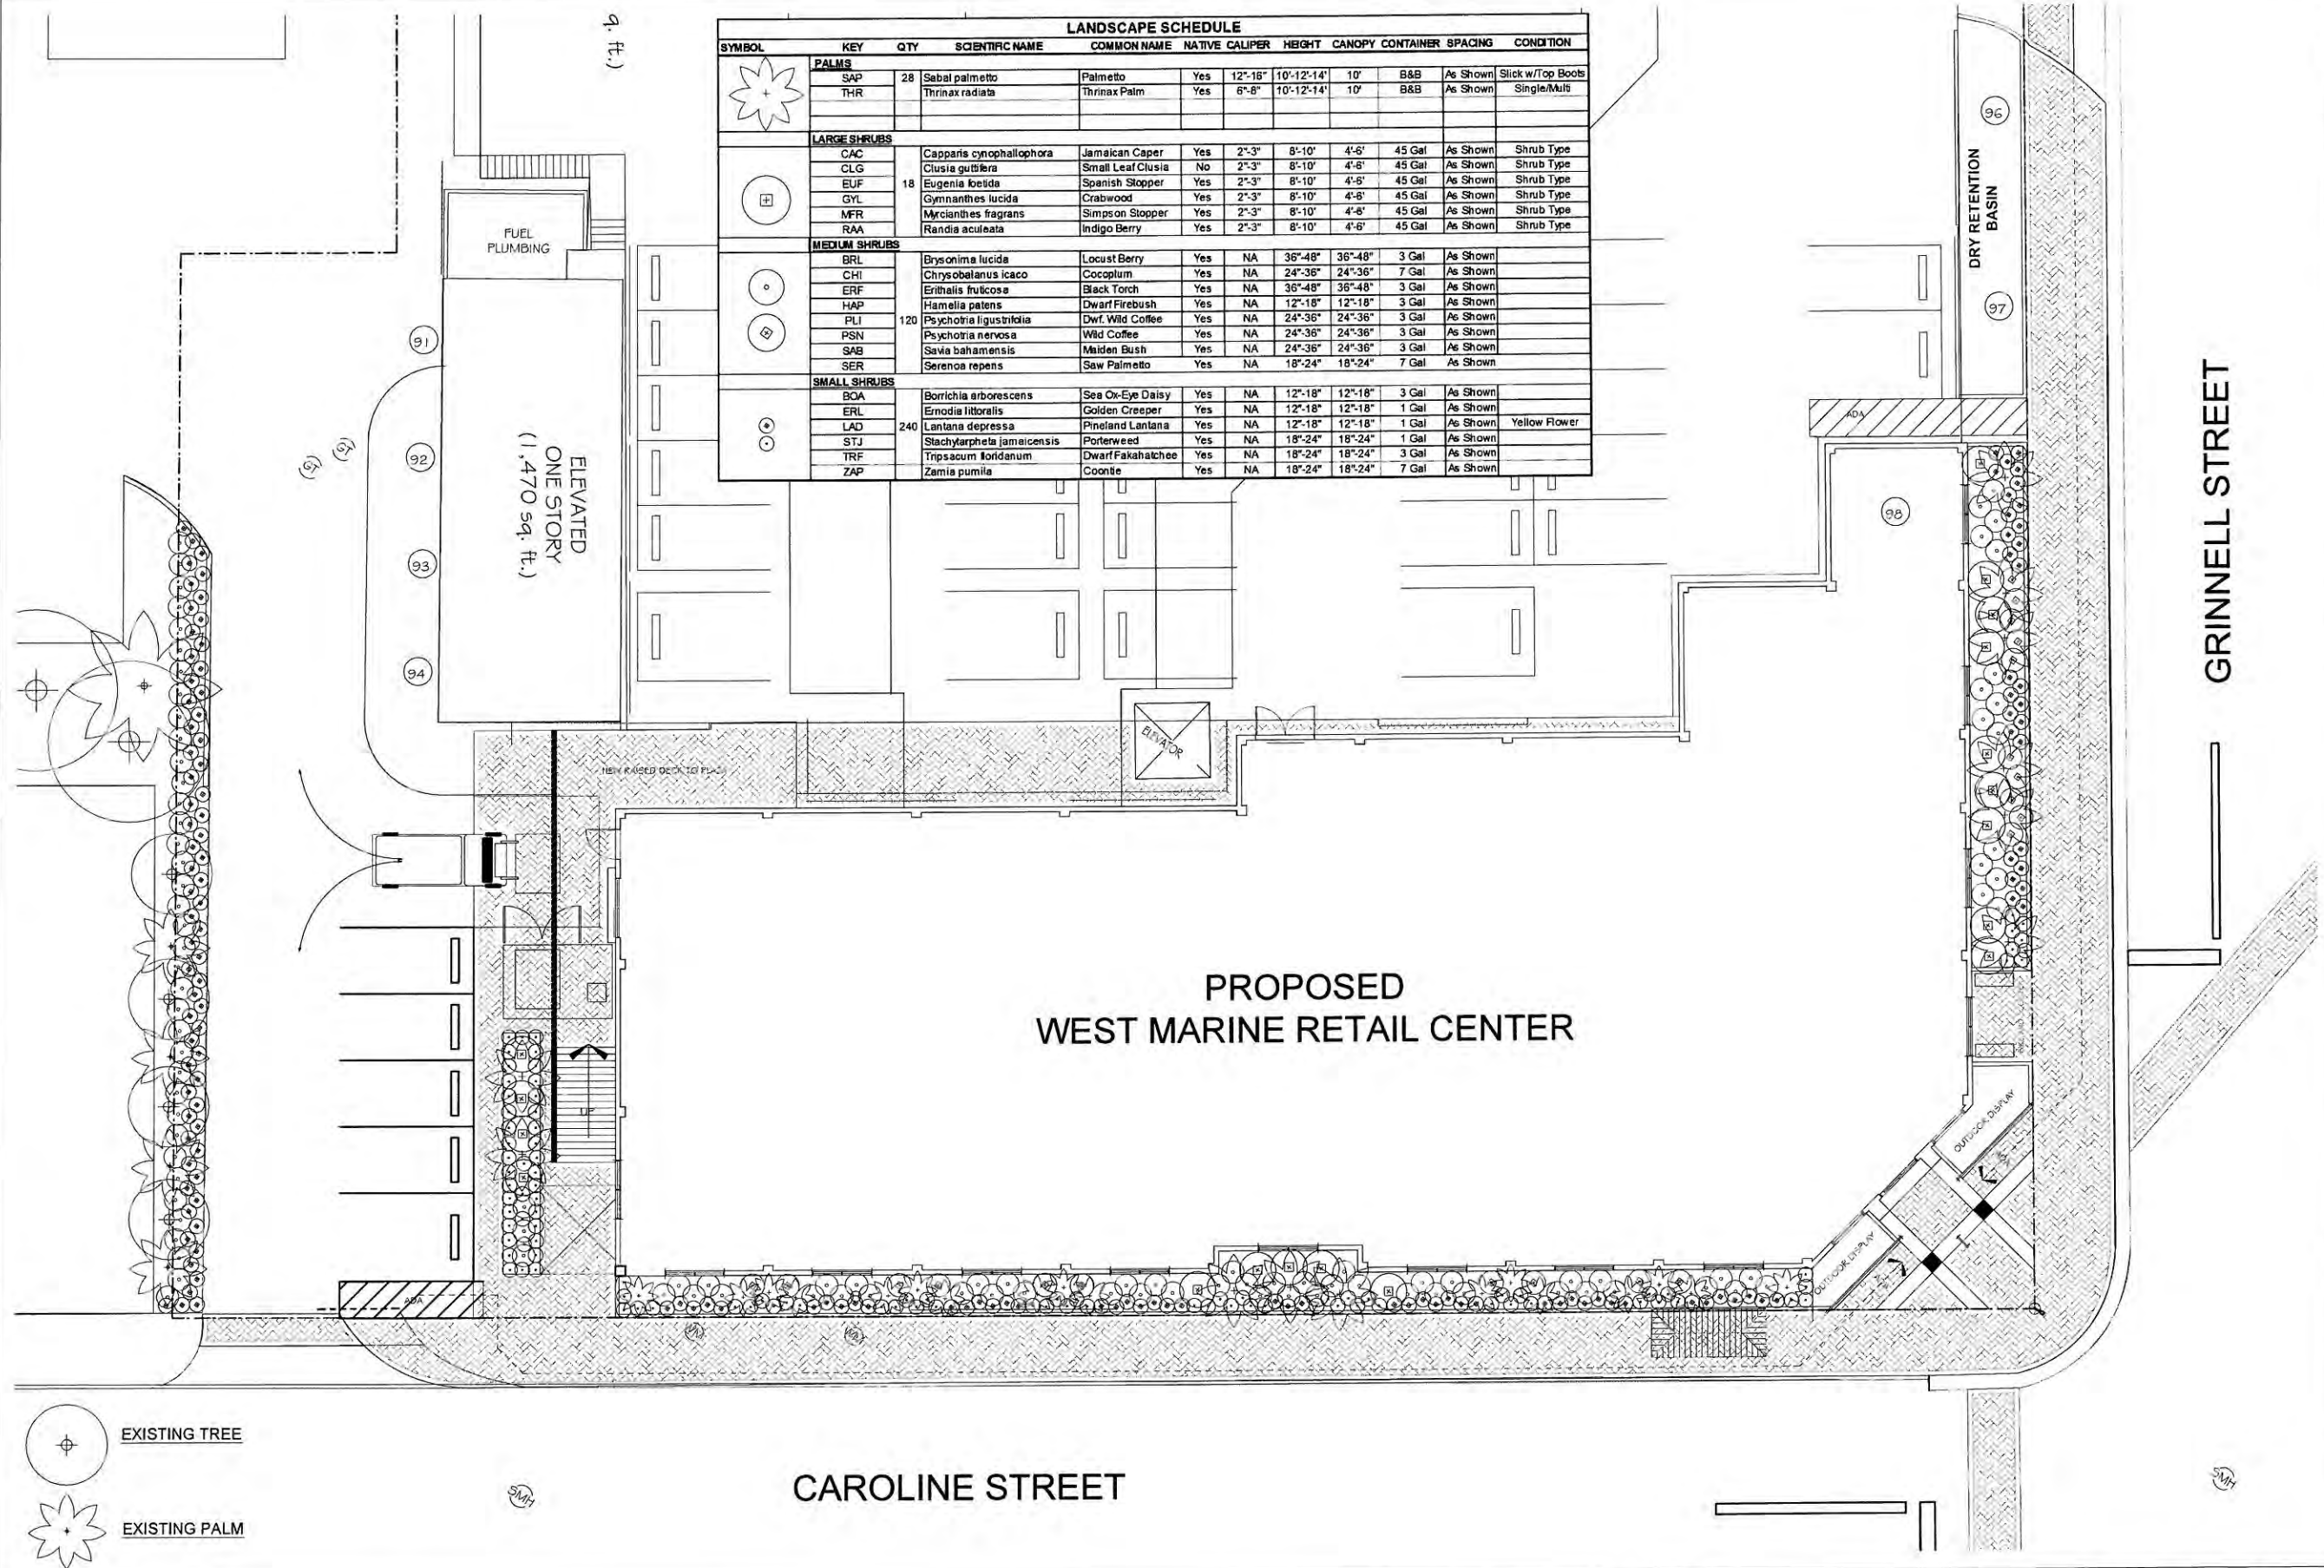 q. ft.)
LANDSCAPE SCHEDULE
SYMBOL KEY QTY SCIENTIFIC NAME COMMON NAME NATIVE CALIPER HEIGHT CANOPY CONTAINER SPACING CONDITION
PALMS
SAP 28 Sabal palmetto Palmetto Yes 12"-16" 10'-12'-14' 10' B&B As Shown Slick w/Top Boots
THR Thrinax radiata Thrinax Palm Yes 6"-8" 10'-12'-14' 10' B&B As Shown Single/Multi
LARGE SHRUBS
CAC Capparis cynophallophora Jamaican Caper Yes 2"-3" 8'-10' 4'-6' 45 Gal As Shown Shrub Type
CLG Clusia guttifera Small Leaf Clusia No 2"-3" 8'-10' 4'-6' 45 Gal As Shown Shrub Type
EUF 18 Eugenia foetida Spanish Stopper Yes 2"-3" 8'-10' 4'-6' 45 Gal As Shown Shrub Type
GYL Gymnanthes lucida Crabwood Yes 2"-3" 8'-10' 4'-6' 45 Gal As Shown Shrub Type
MFR Myrcianthes fragrans Simpson Stopper Yes 2"-3" 8'-10' 4'-6' 45 Gal As Shown Shrub Type
RAA Randia aculeata Indigo Berry Yes 2"-3" 8'-10' 4'-6' 45 Gal As Shown Shrub Type
MEDIUM SHRUBS
BRL Brysonima lucida Locust Berry Yes NA 36"-48" 36"-48" 3 Gal As Shown
CHI Chrysobalanus icaco Cocoplum Yes NA 24"-36" 24"-36" 7 Gal As Shown
ERF Erithalis fruticosa Black Torch Yes NA 36"-48" 36"-48" 3 Gal As Shown
HAP Hamelia patens Dwarf Firebush Yes NA 12"-18" 12"-18" 3 Gal As Shown
PLI 120 Psychotria ligustrifolia Dwf. Wild Coffee Yes NA 24"-36" 24"-36" 3 Gal As Shown
PSN Psychotria nervosa Wild Coffee Yes NA 24"-36" 24"-36" 3 Gal As Shown
SAB Savia bahamensis Maiden Bush Yes NA 24"-36" 24"-36" 3 Gal As Shown
SER Serenoa repens Saw Palmetto Yes NA 18"-24" 18"-24" 7 Gal As Shown
SMALL SHRUBS
BOA Borrichia arborescens Sea Ox-Eye Daisy Yes NA 12"-18" 12"-18" 3 Gal As Shown
ERL Ernodia littoralis Golden Creeper Yes NA 12"-18" 12"-18" 1 Gal As Shown
LAD 240 Lantana depressa Pineland Lantana Yes NA 12"-18" 12"-18" 1 Gal As Shown Yellow Flower
STJ Stachytarpheta jamaicensis Porterweed Yes NA 18"-24" 18"-24" 1 Gal As Shown
TRF Tripsacum floridanum Dwarf Fakahatchee Yes NA 18"-24" 18"-24" 3 Gal As Shown
ZAP Zamia pumila Coontie Yes NA 18"-24" 18"-24" 7 Gal As Shown
96
DRY RETENTION
BASIN
97
FUEL
PLUMBING
91
92
93
94
GT
GT
ELEVATED
ONE STORY
(1,470 sq. ft.)
ADA
98
GRINNELL STREET
ELEVATOR
NEW RAISED DECK TO PLAZA
PROPOSED
WEST MARINE RETAIL CENTER
UP
OUTDOOR DISPLAY
OUTDOOR DISPLAY
ADA
EXISTING TREE
EXISTING PALM
SMH
CAROLINE STREET
SMH